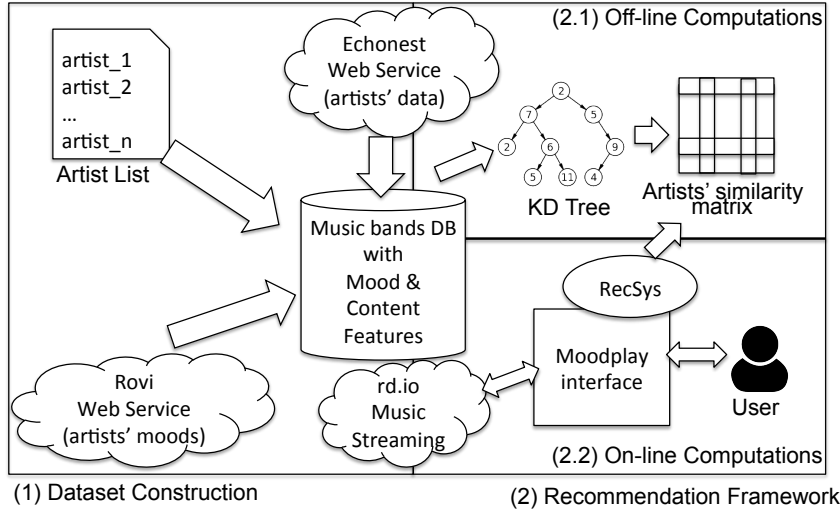 (2.1) Off-line Computations
artist_1
artist_2
...
artist_n
Artist List
Echonest
Web Service
(artists' data)
2
7
5
2
6
9
5
11
4
KD Tree
Artists' similarity
matrix
Music bands DB
with
Mood &
Content
Features
RecSys
Moodplay
interface
User
Rovi
Web Service
(artists' moods)
rd.io
Music
Streaming
(2.2) On-line Computations
(1) Dataset Construction
(2) Recommendation Framework